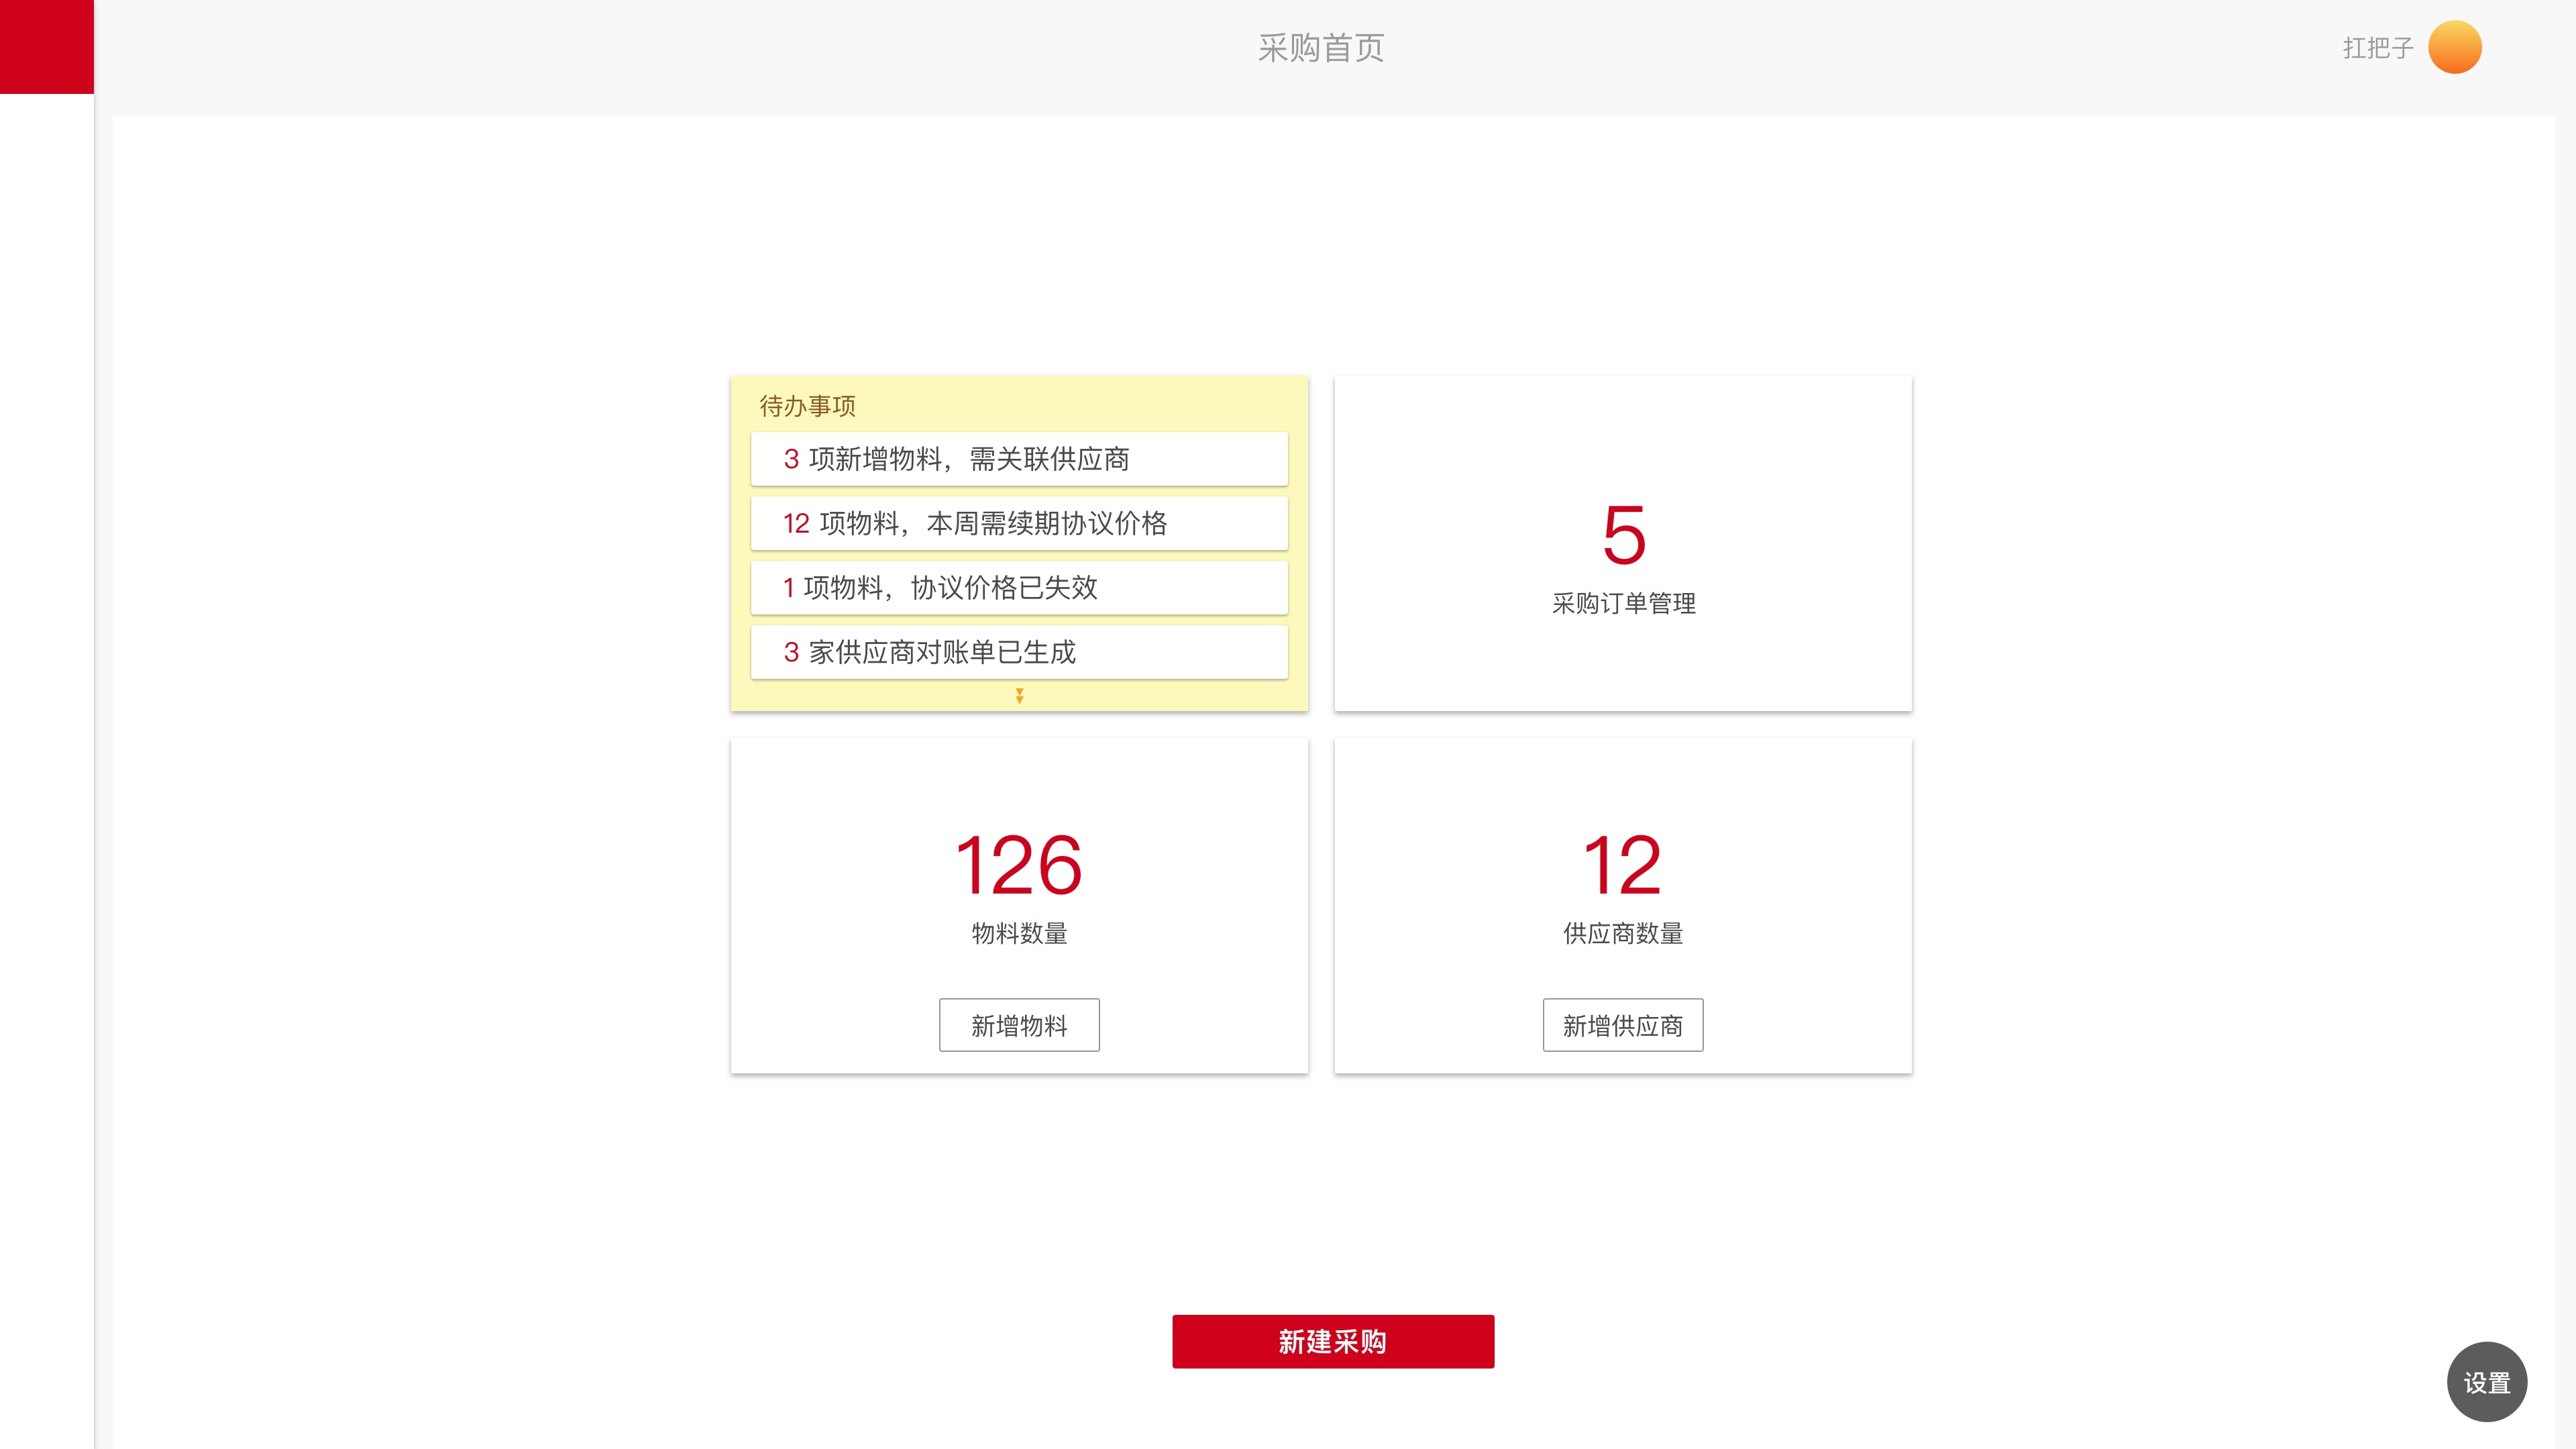 采购首页
扛把子
待办事项
3 项新增物料，需关联供应商
12 项物料，本周需续期协议价格
1 项物料，协议价格已失效
3 家供应商对账单已生成
5
采购订单管理
126
物料数量
新增物料
12
供应商数量
新增供应商
新建采购
设置